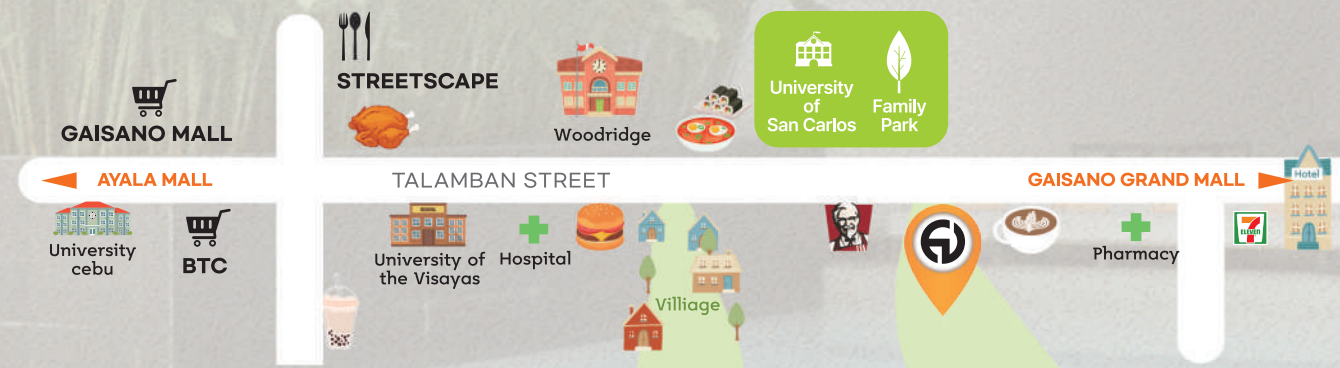 STREETSCAPE
GAISANO MALL
Woodridge
University
of
San Carlos
Family
Park
AYALA MALL
TALAMBAN STREET
GAISANO GRAND MALL
Hotel
University
cebu
BTC
University of
the Visayas
Hospital
Villiage
Pharmacy
7
ELEVEN